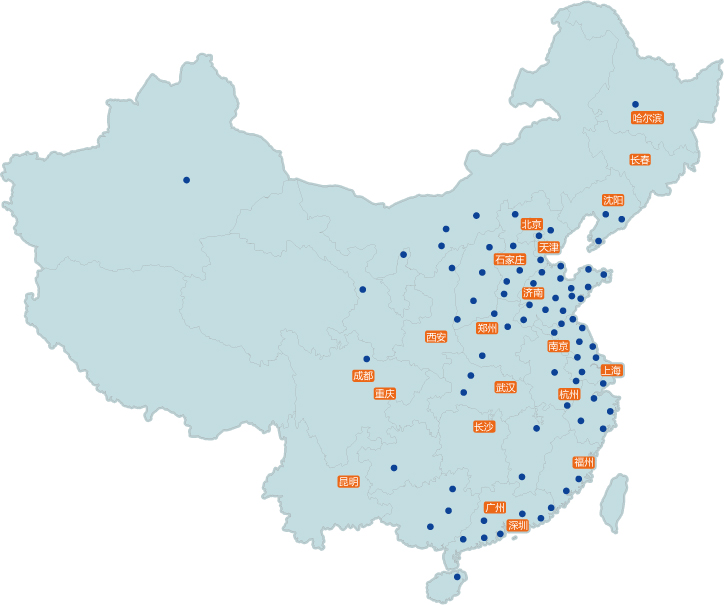 哈尔滨
长春
沈阳
北京
天津
石家庄
济南
郑州
西安
南京
上海
成都
重庆
武汉
杭州
长沙
福州
昆明
广州
深圳